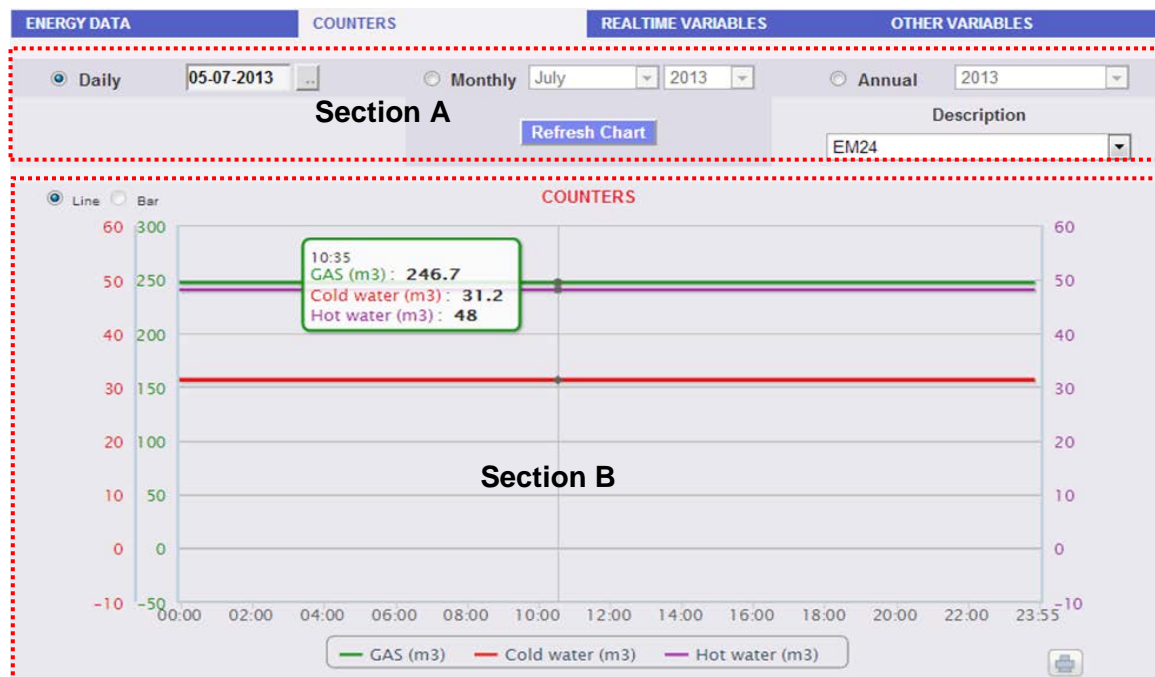 ENERGY DATA COUNTERS REALTIME VARIABLES OTHER VARIABLES
Daily 05-07-2013 ... Monthly July 2013 Annual 2013
Section A
Refresh Chart
Description
EM24
Line Bar COUNTERS
60 300 60
10:35
GAS (m3) : 246.7
50 250 50
Cold water (m3) : 31.2
Hot water (m3) : 48
40 200 40
30 150 30
20 100 20
Section B
10 50 10
0 0 0
-10 -50 -10
00:00 02:00 04:00 06:00 08:00 10:00 12:00 14:00 16:00 18:00 20:00 22:00 23:55
GAS (m3) Cold water (m3) Hot water (m3)